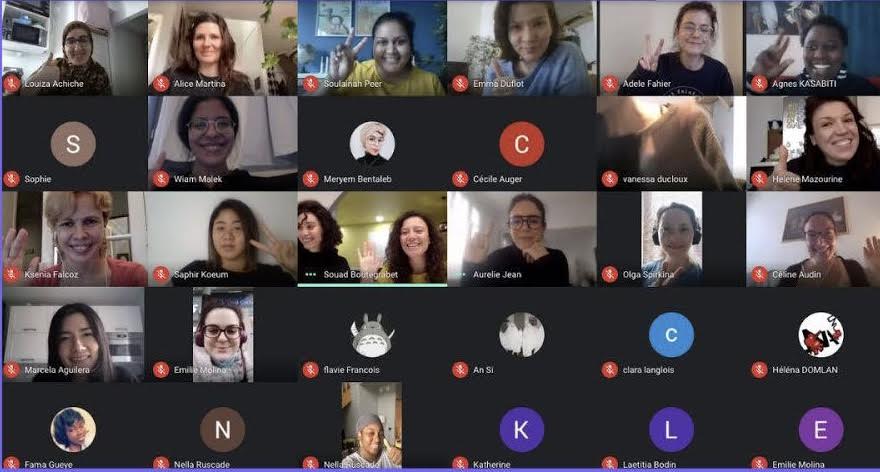 Louiza Achiche
Alice Martina
Soulainah Peer
Emma Duflot
Adele Fahier
Agnes KASABITI
S
Sophie
Wiam Malek
Meryem Bentaleb
C
Cécile Auger
vanessa ducloux
Helene Mazourine
Ksenia Falcoz
Saphir Koeum
Souad Boutegrabet
Aurelie Jean
Olga Spirkina
Céline Audin
Marcela Aguilera
Emilie Molina
flavie Francois
An Si
c
clara langlois
Héléna DOMLAN
Fama Gueye
N
Nella Ruscade
Nella Ruscade
K
Katherine
L
Laetitia Bodin
E
Emilie Molina